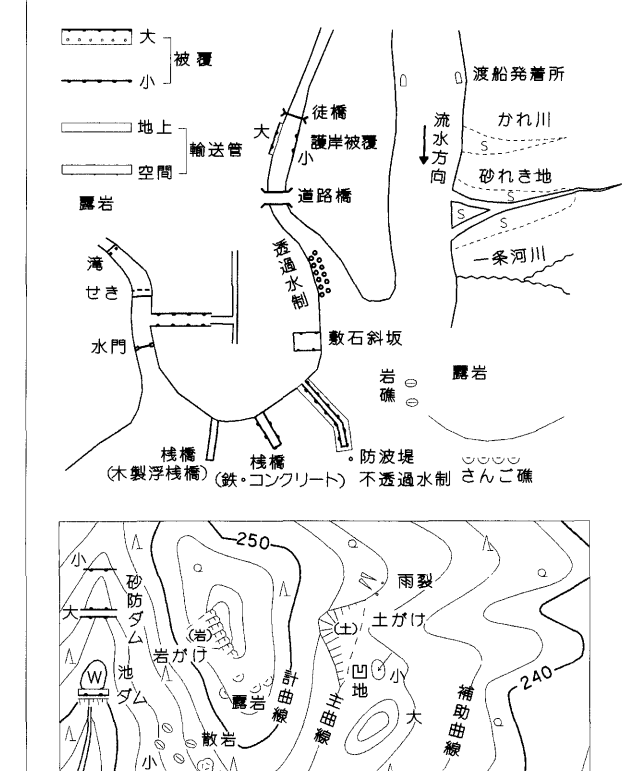 大
被覆
小
地上
輸送管
空間
露岩
渡船発着所
徒橋
大
護岸被覆
小
流水方向
かれ川
S
砂れき地
S
S
S
道路橋
一条河川
透過水制
滝
せき
水門
敷石斜坂
岩礁
露岩
桟橋
(木製浮桟橋)
桟橋
(鉄・コンクリート)
防波堤
不透過水制
さんご礁
250
小
砂防ダム
大
雨裂
(土)
土がけ
(岩)
岩がけ
W
池
ダム
凹地
小
大
240
露岩
計曲線
主曲線
補助曲線
散岩
小